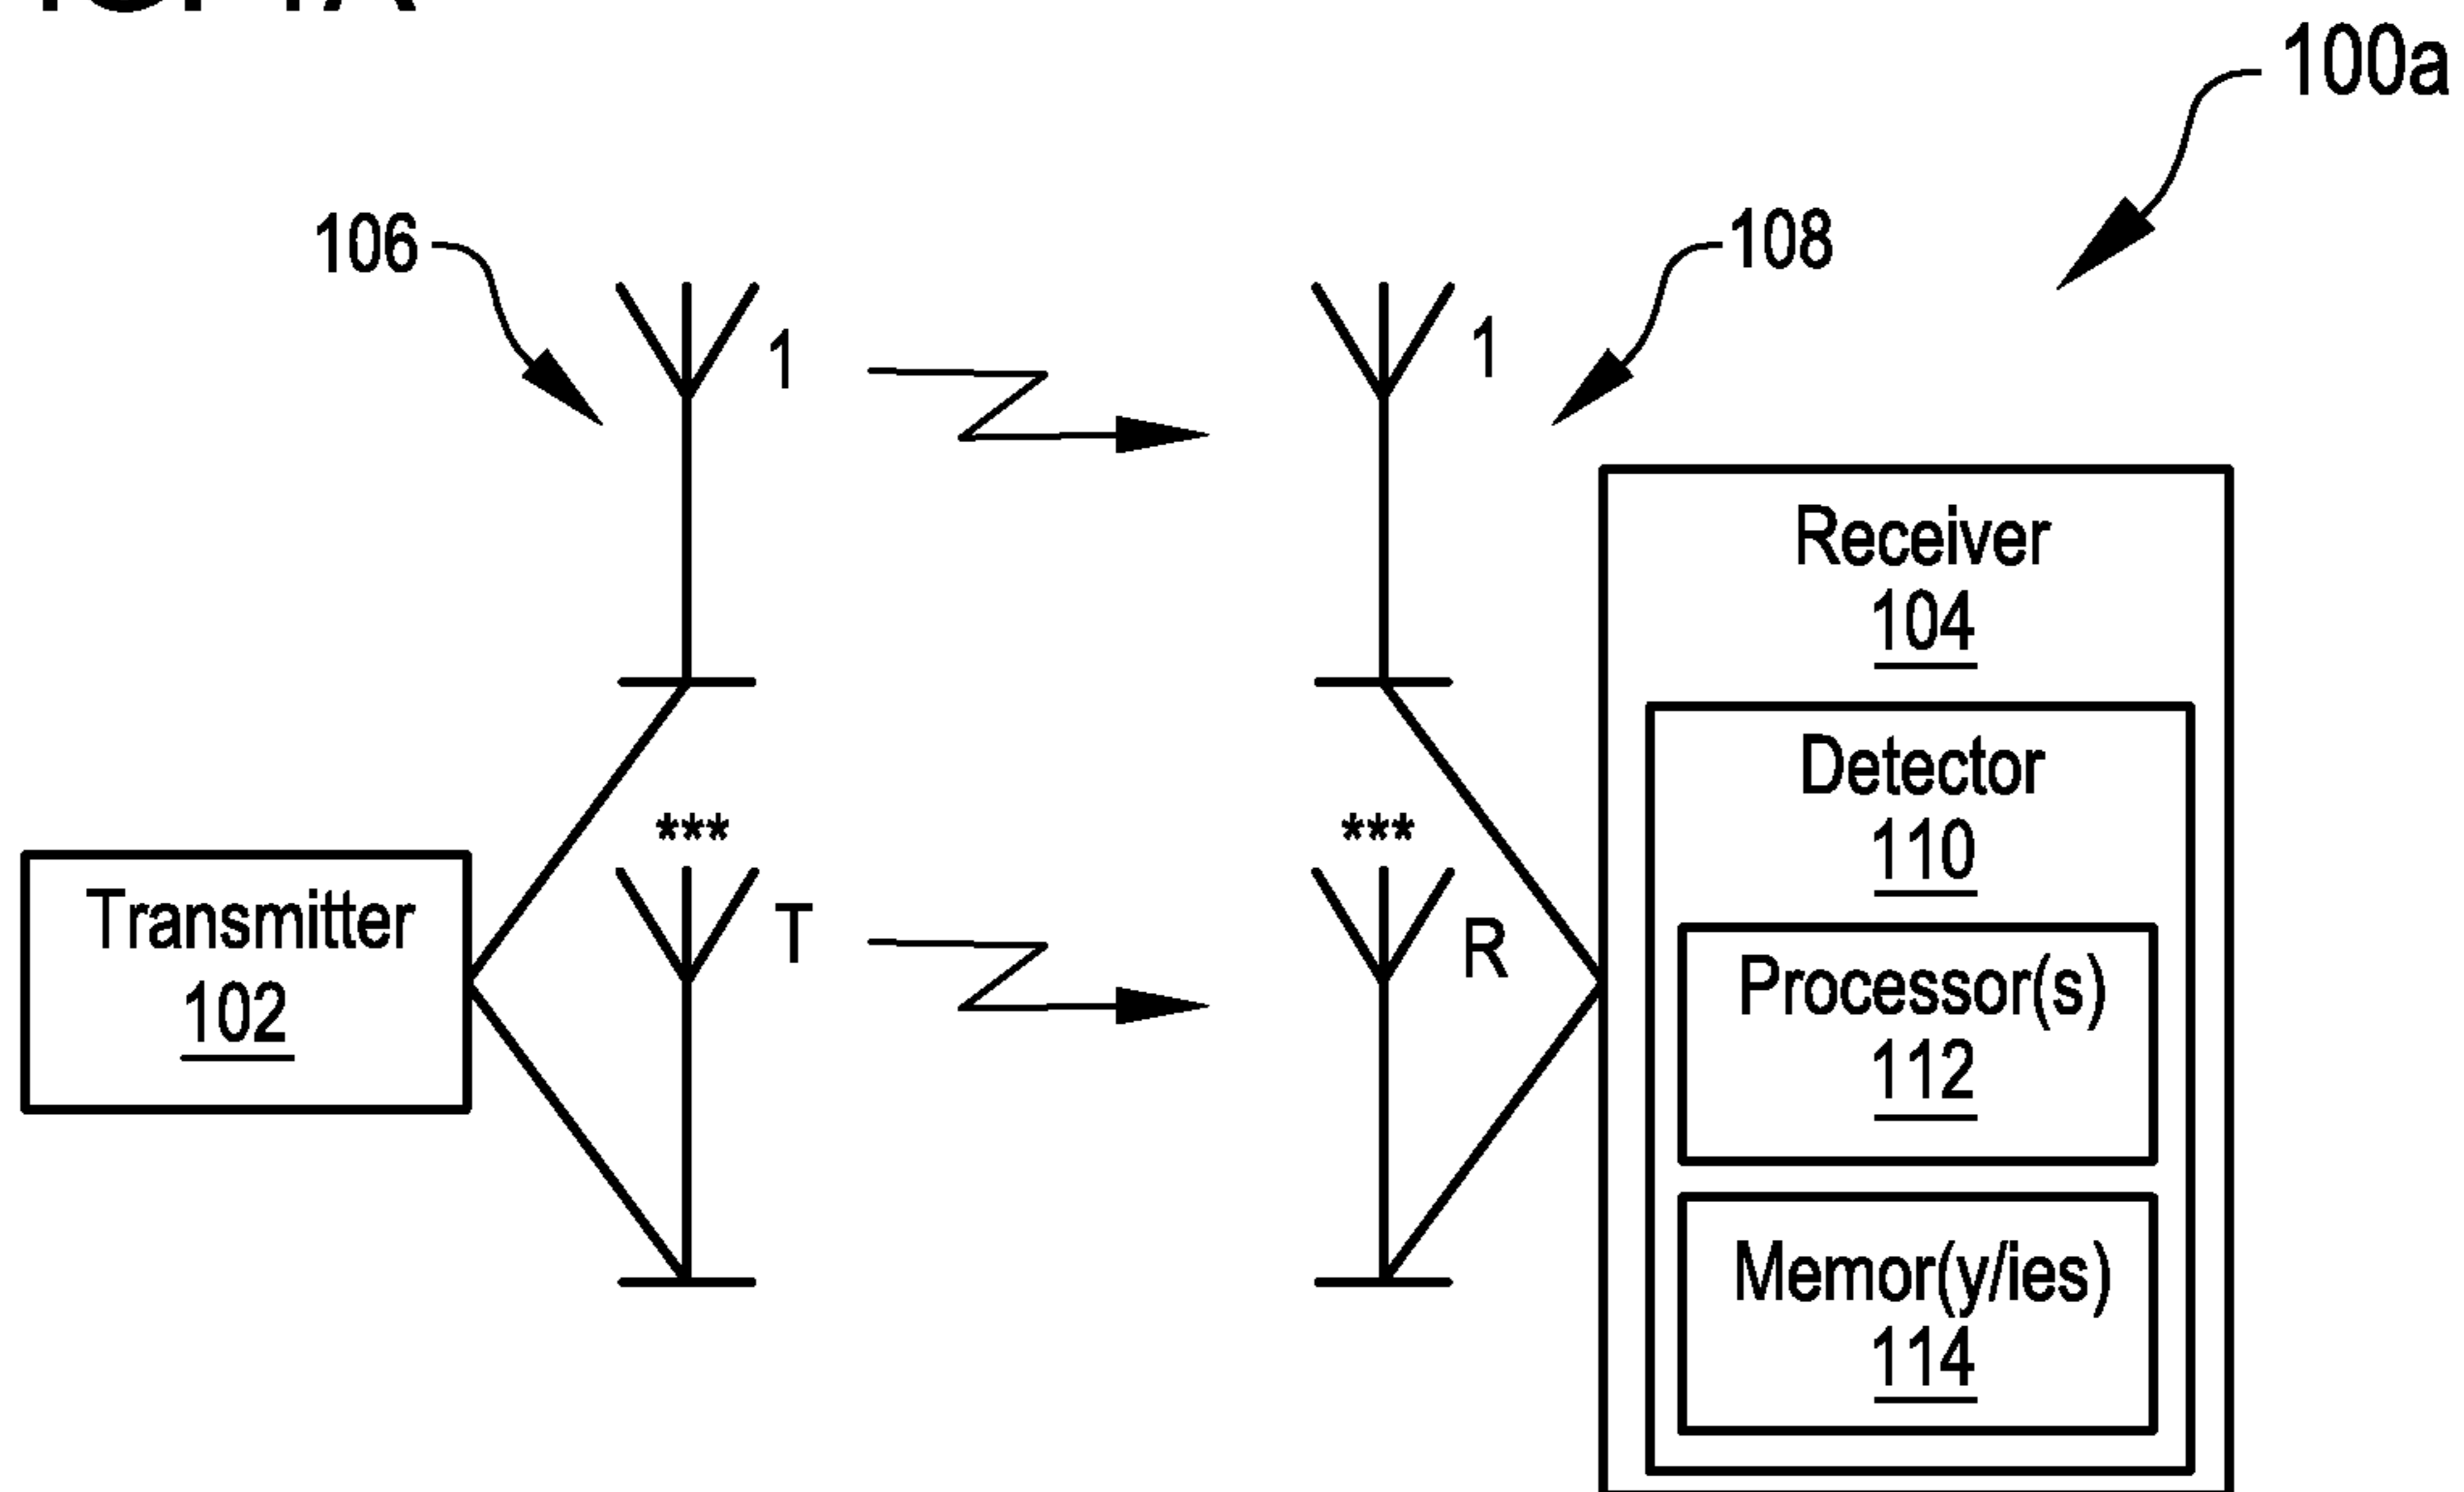 100a
106
108
1
1
Receiver
104
Detector
110
***
***
Transmitter
102
T
R
Processor(s)
112
Memor(y/ies)
114